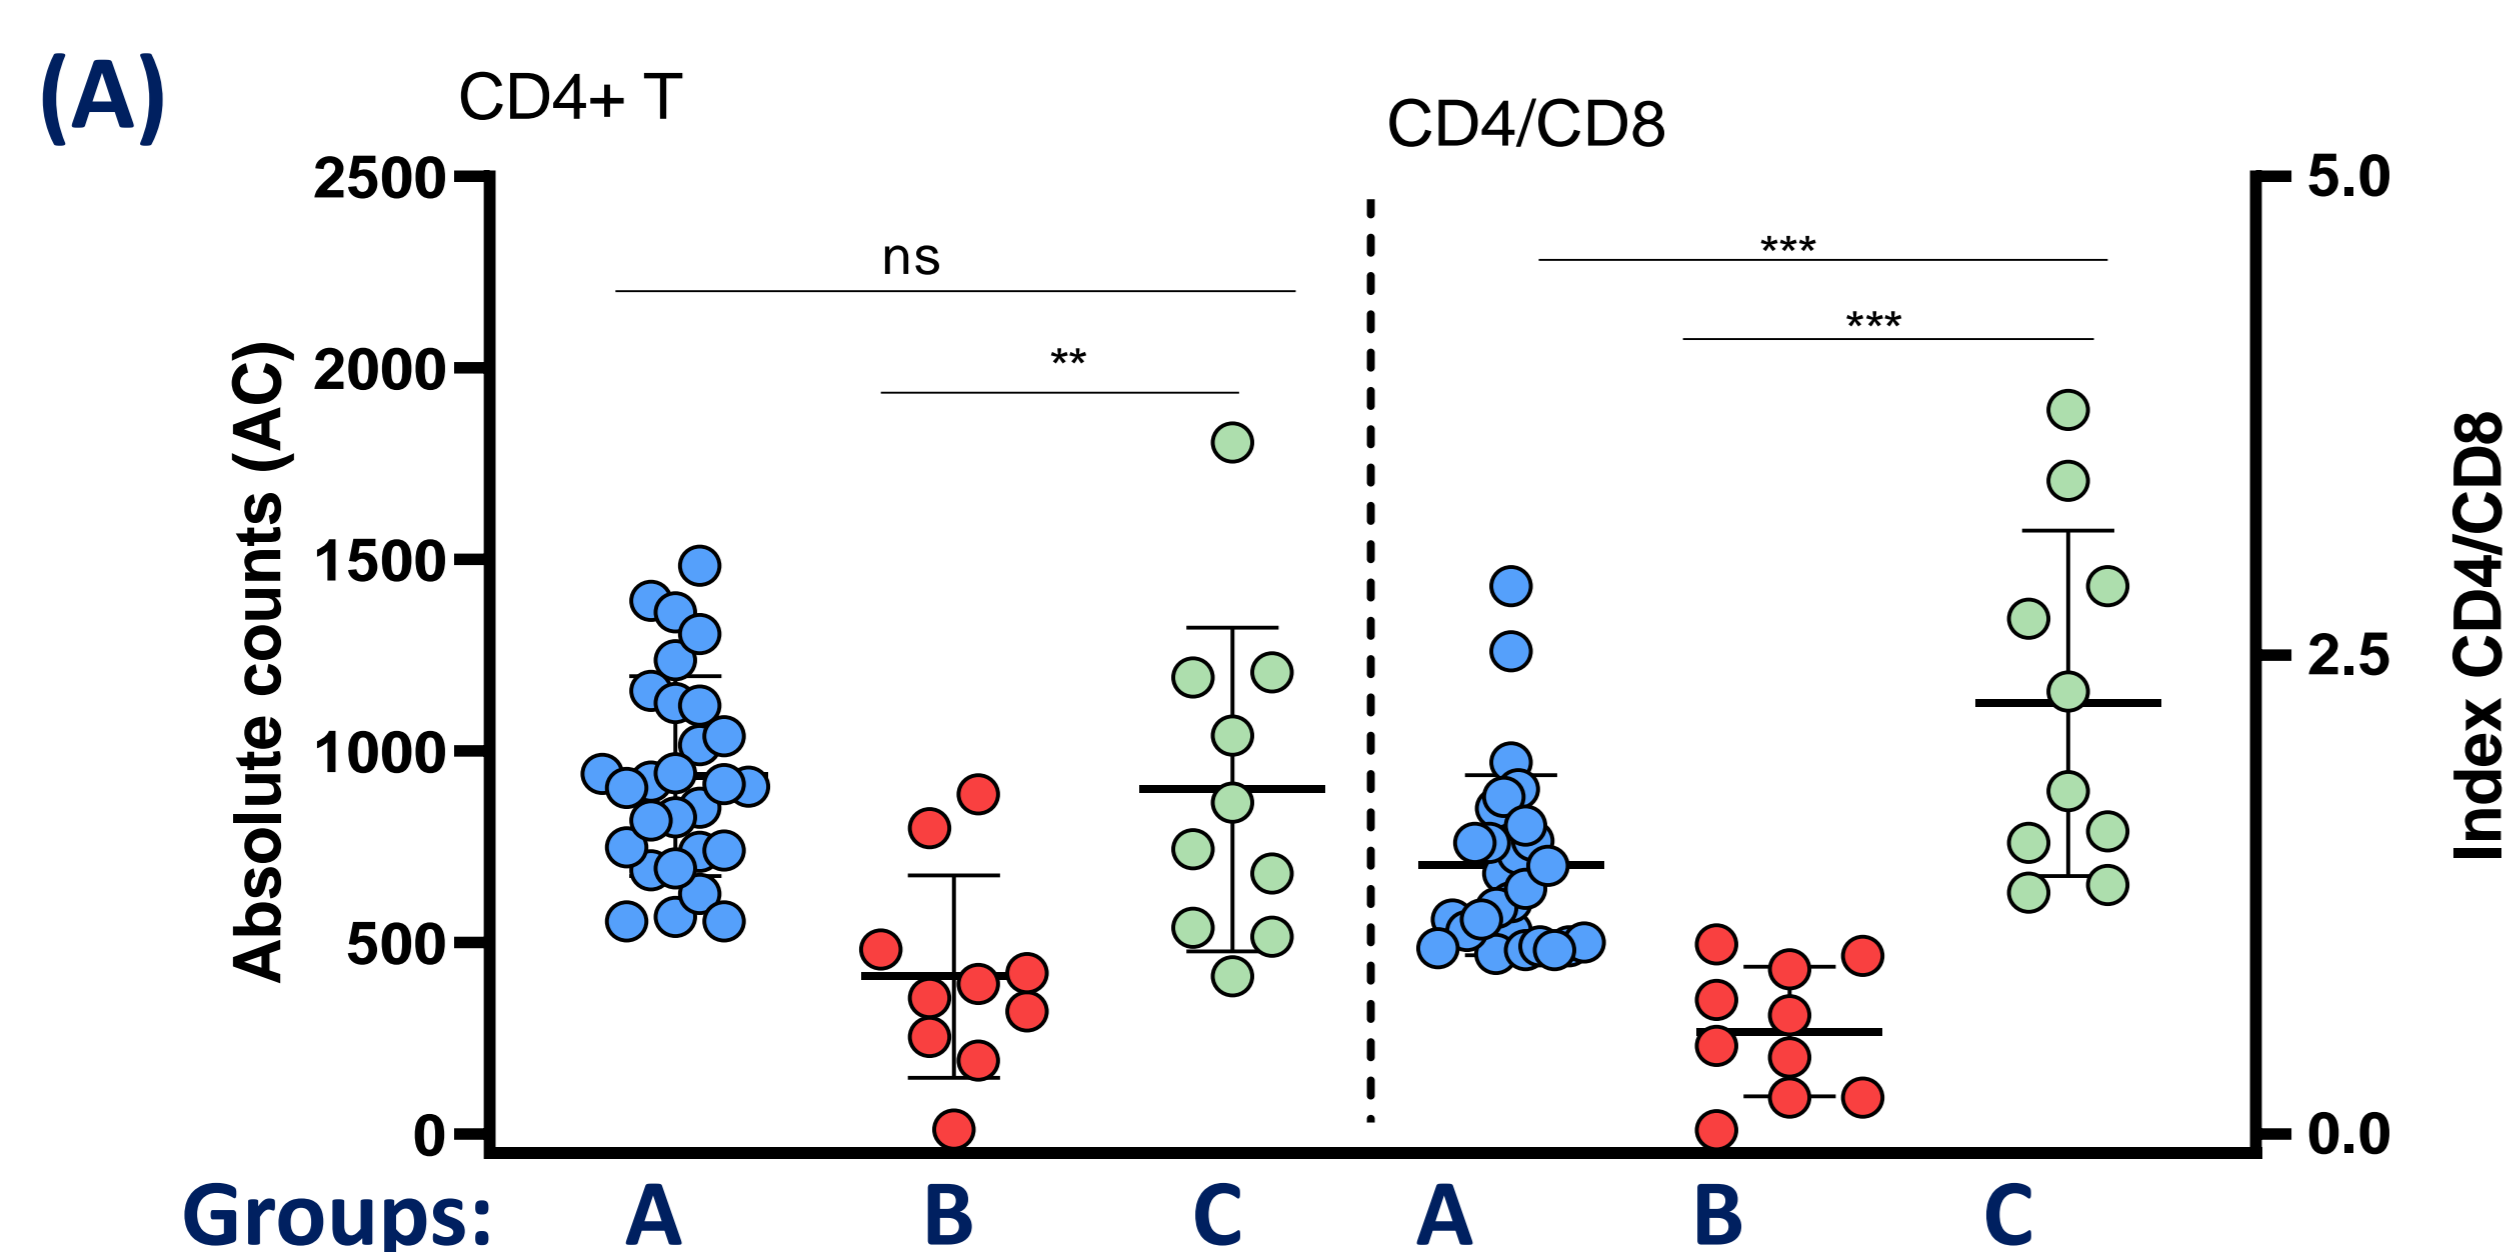 (A)
CD4+ T
CD4/CD8
2500
2000
1500
1000
500
0
Absolute counts (AC)
ns
**
***
***
5.0
2.5
0.0
Index CD4/CD8
Groups: A B C A B C